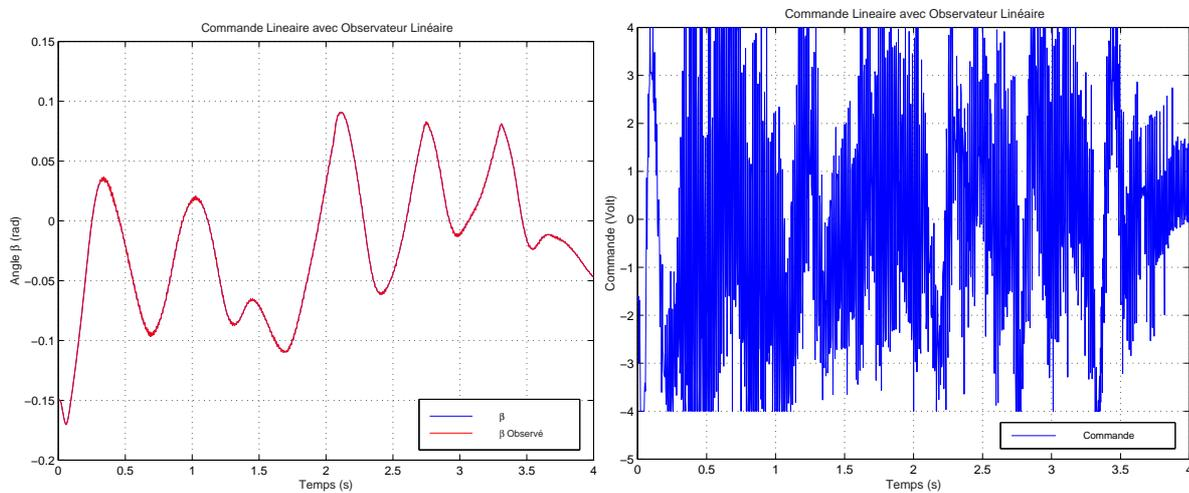 Commande Lineaire avec Observateur Linéaire
0.15
0.1
0.05
0
−0.05
−0.1
−0.15
−0.2
Angle β (rad)
0 0.5 1 1.5 2 2.5 3 3.5 4
Temps (s)
β
β Observé
Commande Lineaire avec Observateur Linéaire
4
3
2
1
0
−1
−2
−3
−4
−5
Commande (Volt)
0 0.5 1 1.5 2 2.5 3 3.5 4
Temps (s)
Commande